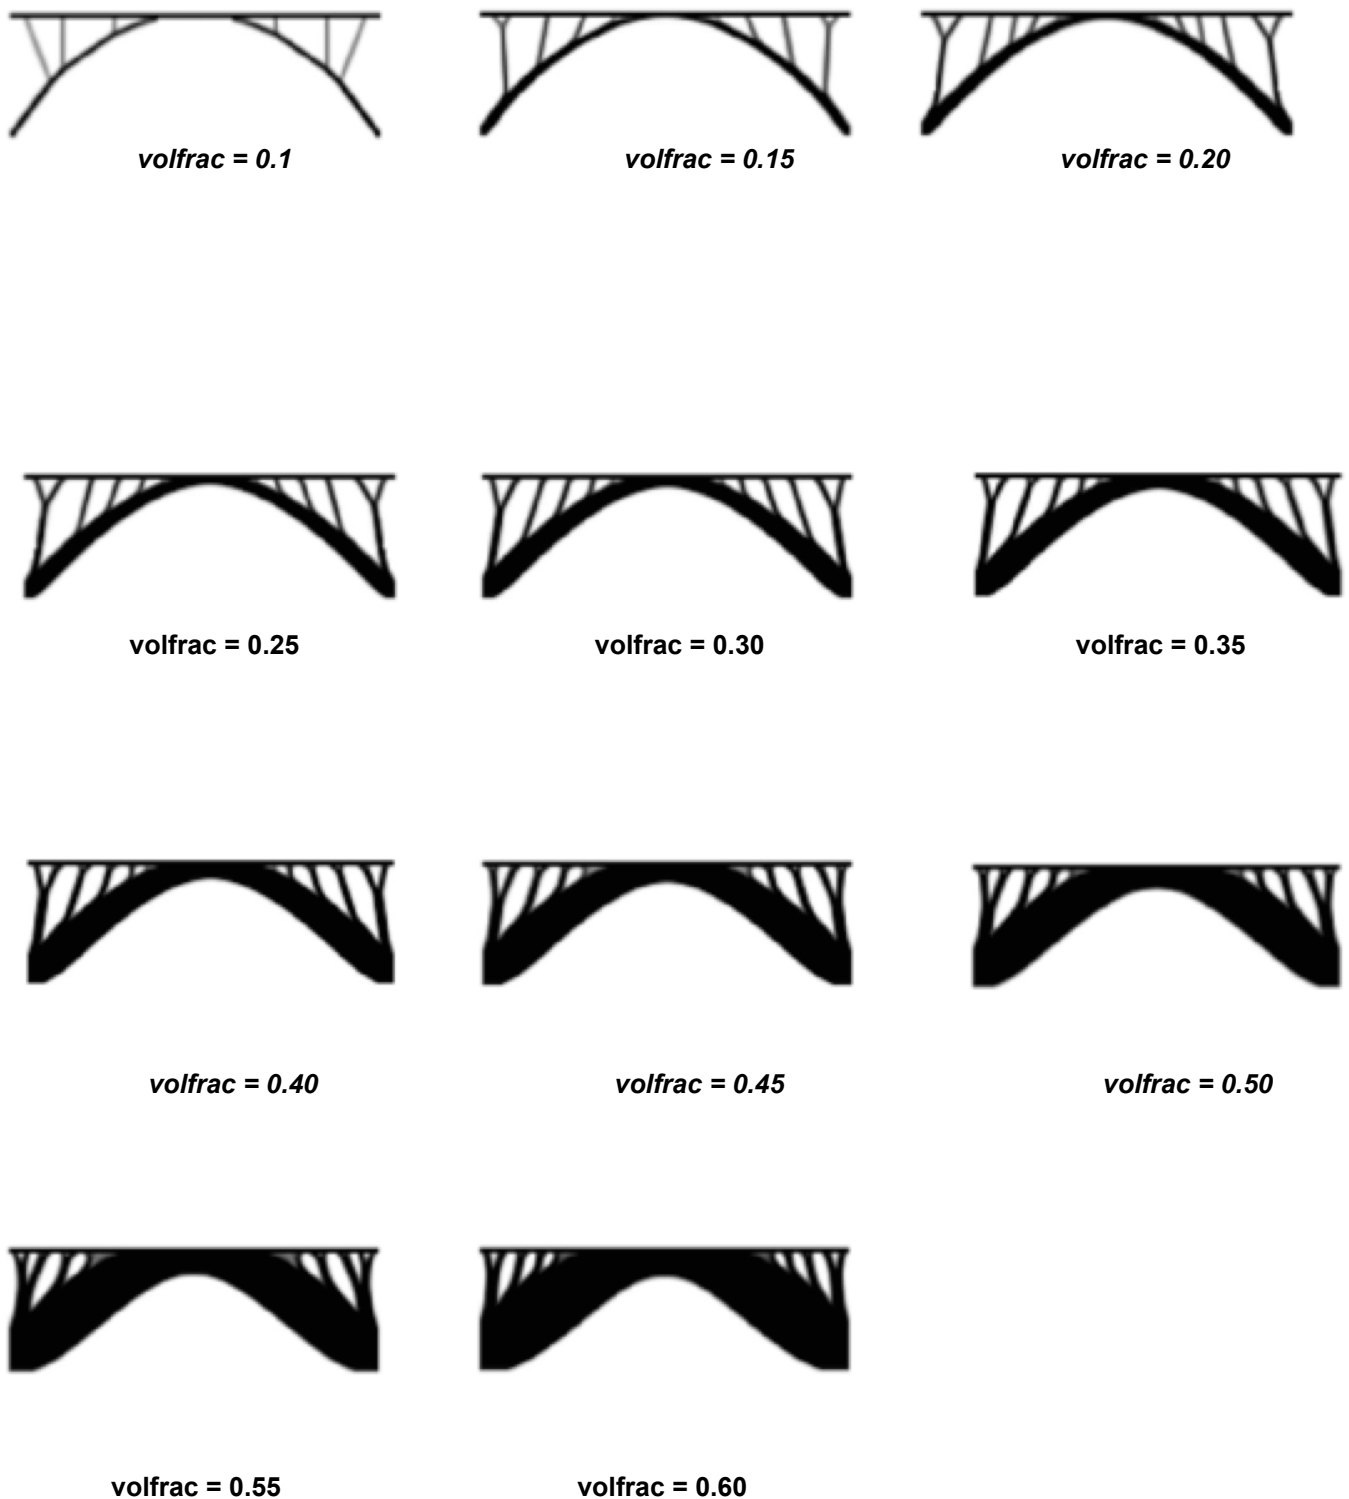 volfrac = 0.1
volfrac = 0.15
volfrac = 0.20
volfrac = 0.25
volfrac = 0.30
volfrac = 0.35
volfrac = 0.40
volfrac = 0.45
volfrac = 0.50
volfrac = 0.55
volfrac = 0.60